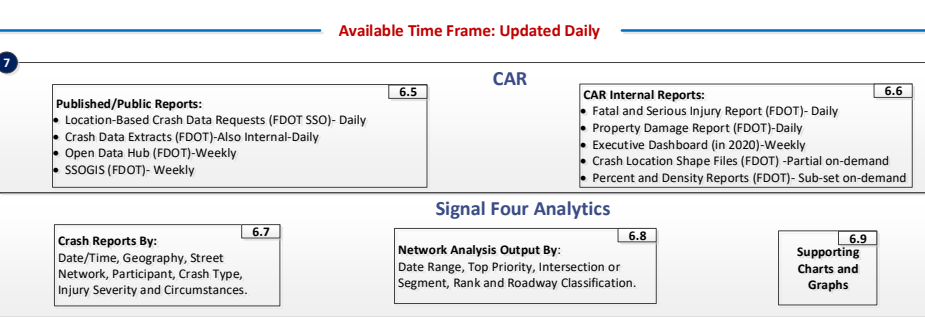 Available Time Frame: Updated Daily
7
CAR
6.5
Published/Public Reports:
• Location-Based Crash Data Requests (FDOT SSO)- Daily
• Crash Data Extracts (FDOT)-Also Internal-Daily
• Open Data Hub (FDOT)-Weekly
• SSOGIS (FDOT)- Weekly
6.6
CAR Internal Reports:
• Fatal and Serious Injury Report (FDOT)- Daily
• Property Damage Report (FDOT)-Daily
• Executive Dashboard (in 2020)-Weekly
• Crash Location Shape Files (FDOT) -Partial on-demand
• Percent and Density Reports (FDOT)- Sub-set on-demand
Signal Four Analytics
6.7
Crash Reports By:
Date/Time, Geography, Street
Network, Participant, Crash Type,
Injury Severity and Circumstances.
6.8
Network Analysis Output By:
Date Range, Top Priority, Intersection or
Segment, Rank and Roadway Classification.
6.9
Supporting
Charts and
Graphs